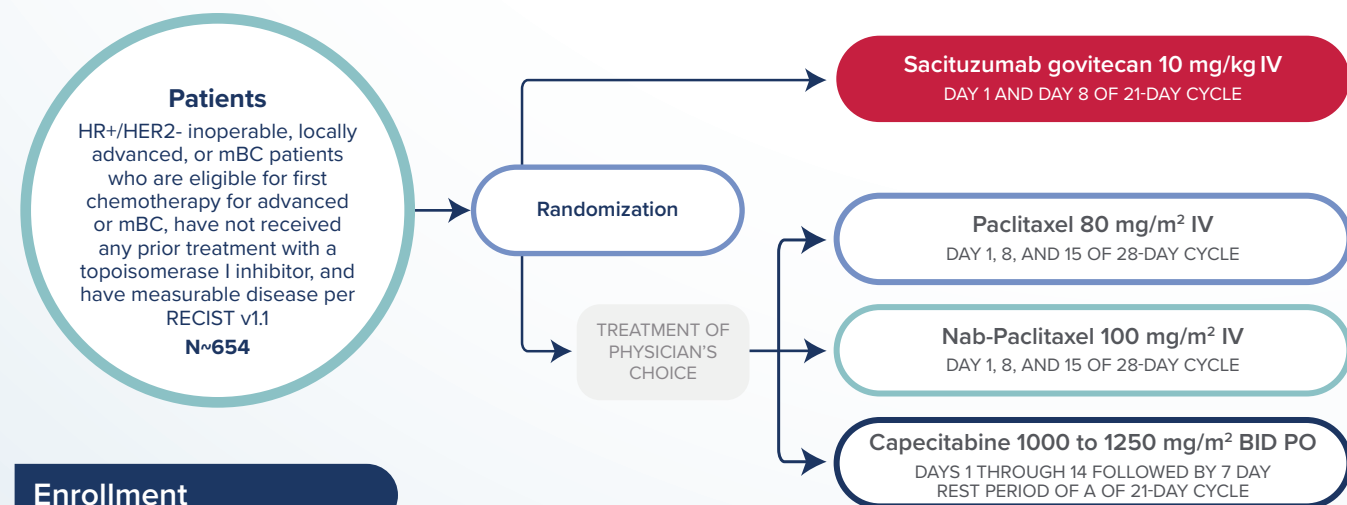 Patients
HR+/HER2- inoperable, locally
advanced, or mBC patients
who are eligible for first
chemotherapy for advanced
or mBC, have not received
any prior treatment with a
topoisomerase I inhibitor, and
have measurable disease per
RECIST v1.1
N~654
Randomization
TREATMENT OF
PHYSICIAN'S
CHOICE
Sacituzumab govitecan 10 mg/kg IV
DAY 1 AND DAY 8 OF 21-DAY CYCLE
Paclitaxel 80 mg/m² IV
DAY 1, 8, AND 15 OF 28-DAY CYCLE
Nab-Paclitaxel 100 mg/m² IV
DAY 1, 8, AND 15 OF 28-DAY CYCLE
Capecitabine 1000 to 1250 mg/m² BID PO
DAYS 1 THROUGH 14 FOLLOWED BY 7 DAY
REST PERIOD OF A OF 21-DAY CYCLE
Enrollment